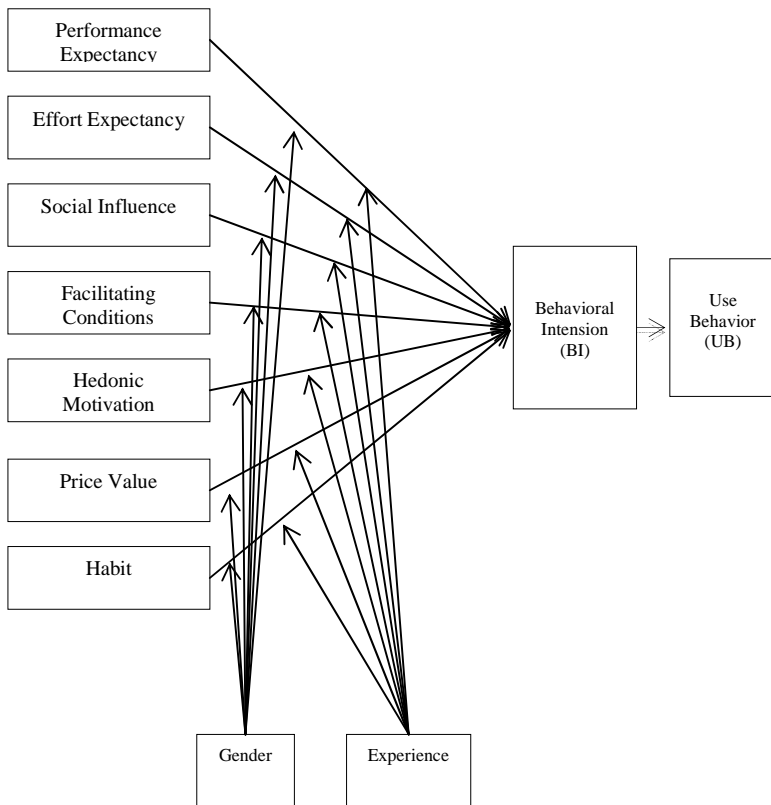 Performance
Expectancy
Effort Expectancy
Social Influence
Facilitating
Conditions
Hedonic
Motivation
Price Value
Habit
Behavioral
Intension
(BI)
Use
Behavior
(UB)
Gender
Experience